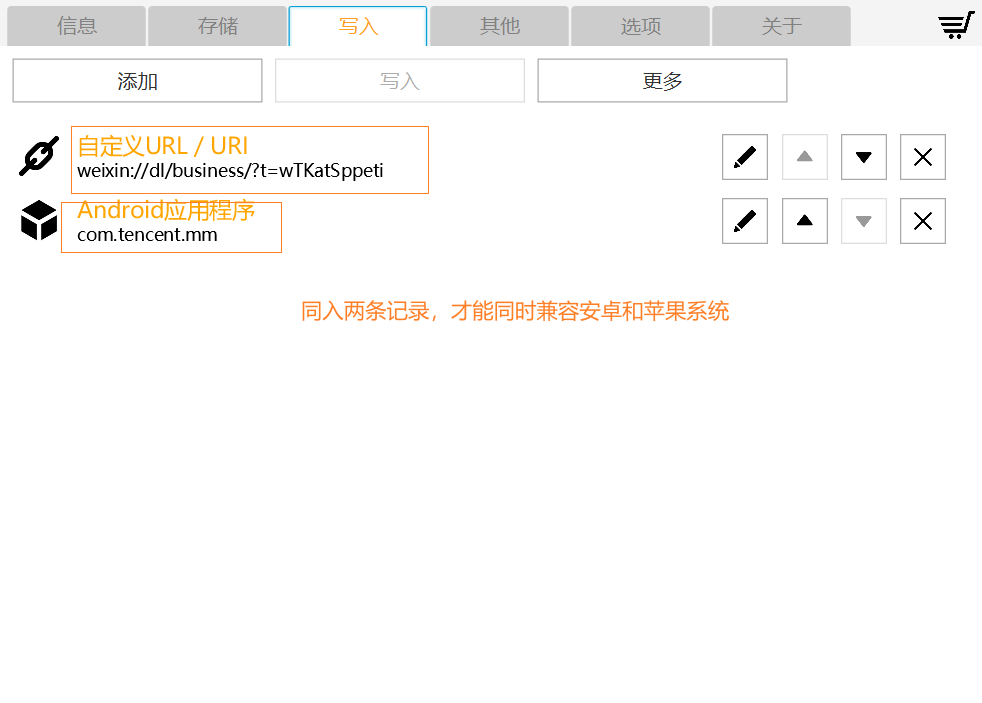 信息 存储 写入 其他 选项 关于
添加 写入 更多
自定义URL / URI
weixin://dl/business/?t=wTKatSppeti
Android应用程序
com.tencent.mm
同入两条记录，才能同时兼容安卓和苹果系统